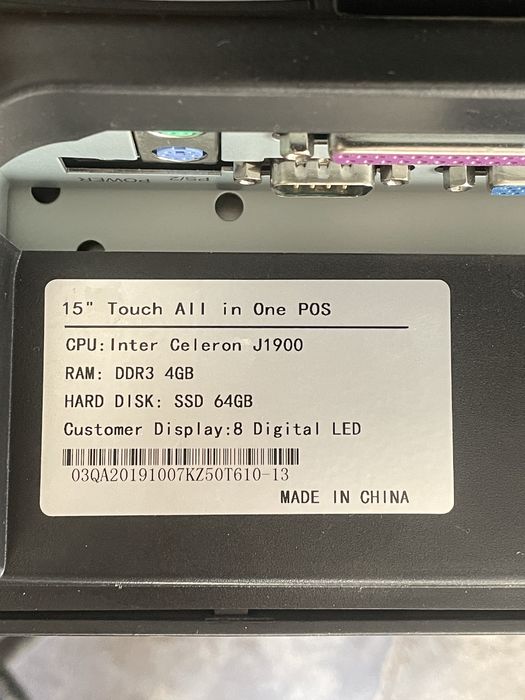 PS/2
POWER
15" Touch All in One POS
CPU:Inter Celeron J1900
RAM: DDR3 4GB
HARD DISK: SSD 64GB
Customer Display:8 Digital LED
03QA20191007KZ50T610-13
MADE IN CHINA